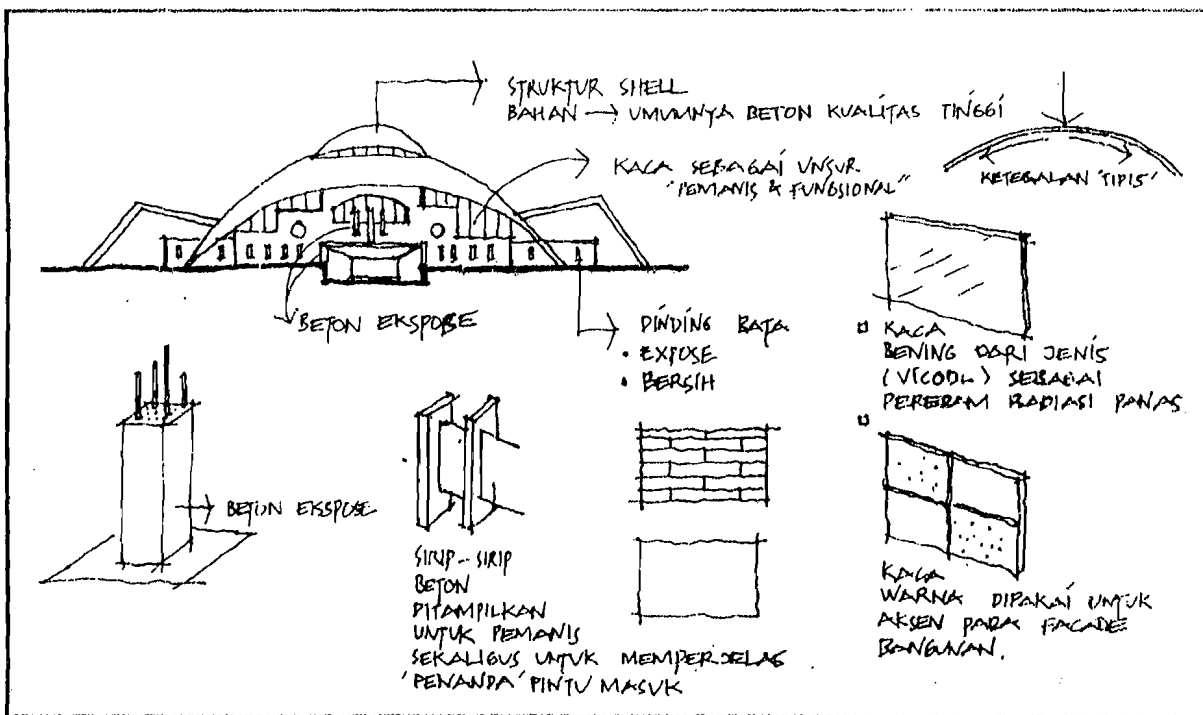 STRUKTUR SHELL
BAHAN → UMUMNYA BETON KUALITAS TINGGI
KACA SEBAGAI UNSUR
"PEMANIS & FUNGSIONAL"
KETEBALAN 'TIPIS'
BETON EKSPOSE
DINDING BATA
• EXPOSE
• BERSIH
KACA
BENING DARI JENIS
SEBAGAI
PEREDAM RADIASI PANAS
BETON EKSPOSE
SIRIP-SIRIP
BETON
DITAMPILKAN
UNTUK PEMANIS
SEKALIGUS UNTUK MEMPERJELAS
'PENANDA' PINTU MASUK
KACA
WARNA DIPAKAI UNTUK
AKSEN PADA FACADE
BANGUNAN.